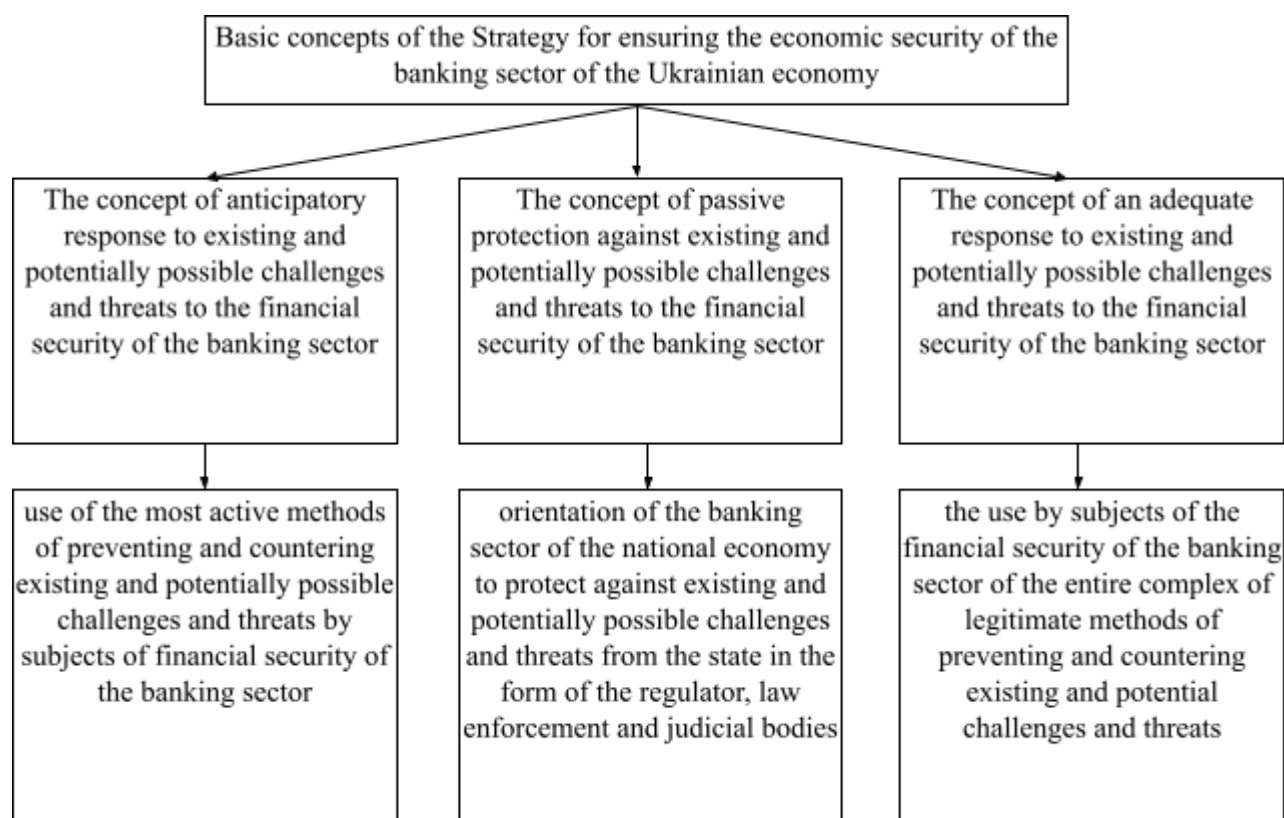 Basic concepts of the Strategy for ensuring the economic security of the
banking sector of the Ukrainian economy
The concept of anticipatory
response to existing and
potentially possible challenges
and threats to the financial
security of the banking sector
The concept of passive
protection against existing and
potentially possible challenges
and threats to the financial
security of the banking sector
The concept of an adequate
response to existing and
potentially possible challenges
and threats to the financial
security of the banking sector
use of the most active methods
of preventing and countering
existing and potentially possible
challenges and threats by
subjects of financial security of
the banking sector
orientation of the banking
sector of the national economy
to protect against existing and
potentially possible challenges
and threats from the state in the
form of the regulator, law
enforcement and judicial bodies
the use by subjects of the
financial security of the banking
sector of the entire complex of
legitimate methods of
preventing and countering
existing and potential
challenges and threats